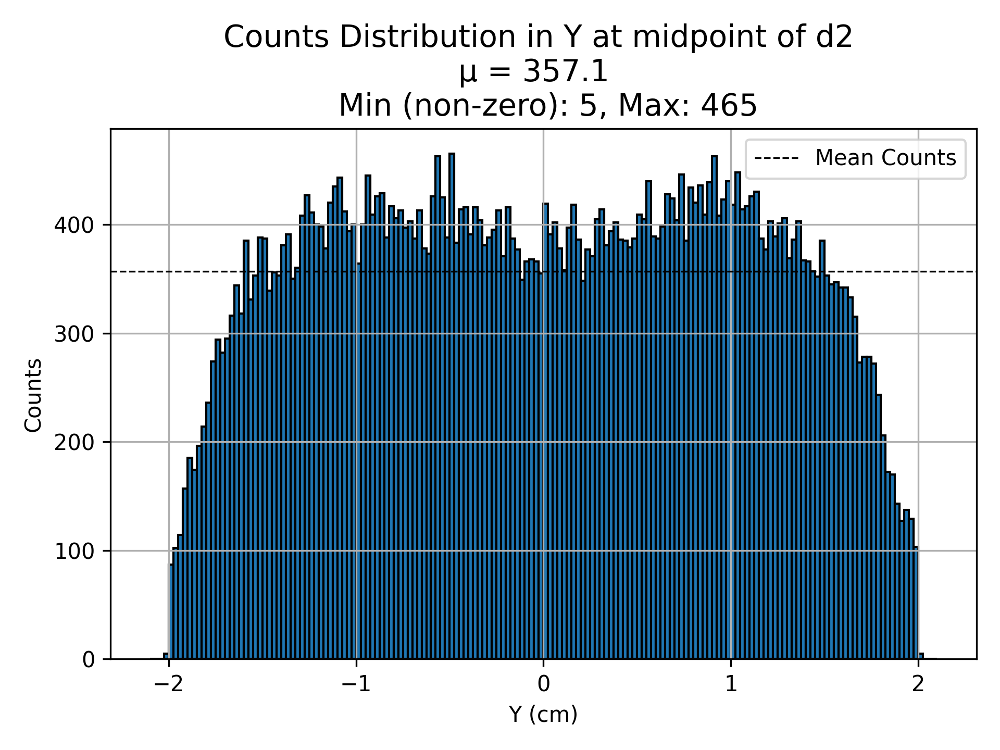 Counts Distribution in Y at midpoint of d2
μ = 357.1
Min (non-zero): 5, Max: 465
Mean Counts
400
300
200
100
0
Counts
−2
−1
0
1
2
Y (cm)